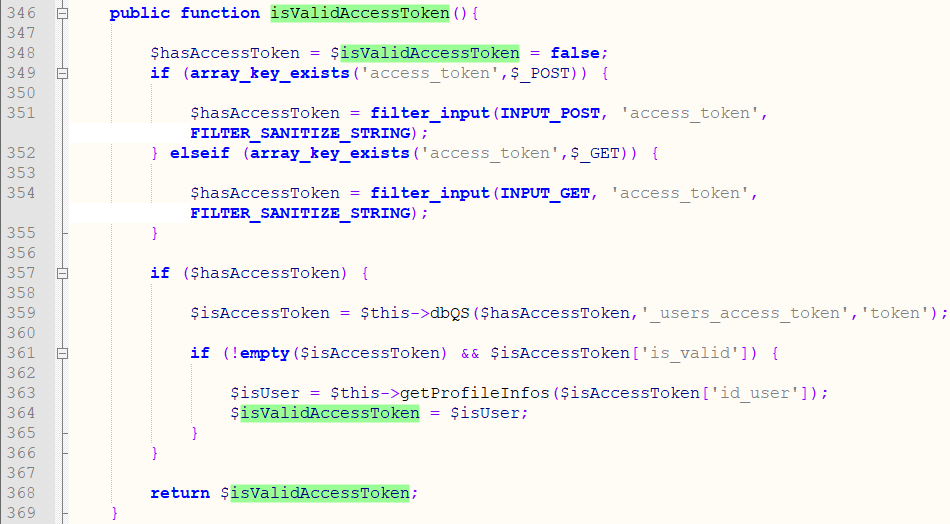 346 public function isValidAccessToken(){
347
348 $hasAccessToken = $isValidAccessToken = false;
349 if (array_key_exists('access_token',$_POST)) {
350
351 $hasAccessToken = filter_input(INPUT_POST, 'access_token',
FILTER_SANITIZE_STRING);
352 } elseif (array_key_exists('access_token',$_GET)) {
353
354 $hasAccessToken = filter_input(INPUT_GET, 'access_token',
FILTER_SANITIZE_STRING);
355 }
356
357 if ($hasAccessToken) {
358
359 $isAccessToken = $this->dbQS($hasAccessToken,'_users_access_token','token');
360
361 if (!empty($isAccessToken) && $isAccessToken['is_valid']) {
362
363 $isUser = $this->getProfileInfos($isAccessToken['id_user']);
364 $isValidAccessToken = $isUser;
365 }
366 }
367
368 return $isValidAccessToken;
369 }